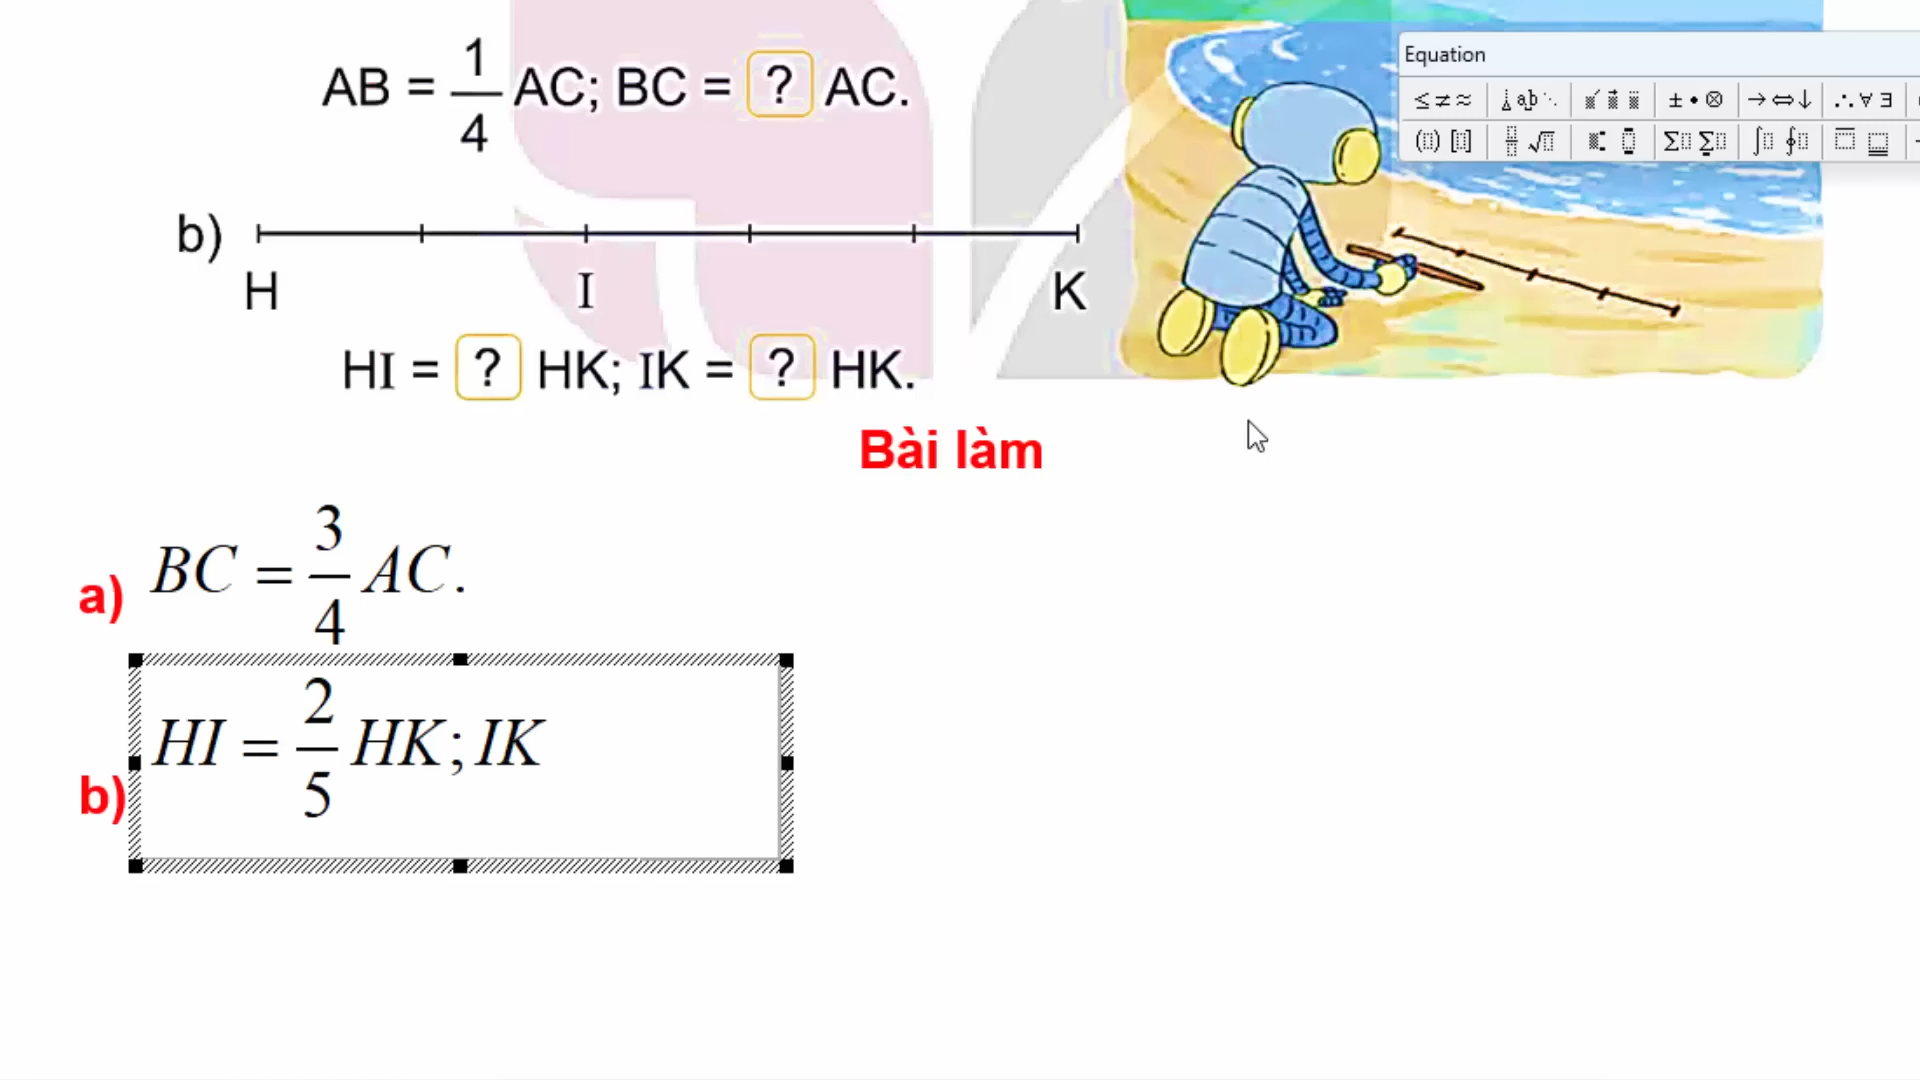 AB = 1/4 AC; BC = ? AC.
Equation
b)
H I K
HI = ? HK; IK = ? HK.
Bài làm
a) BC = 3/4 AC.
b) HI = 2/5 HK; IK